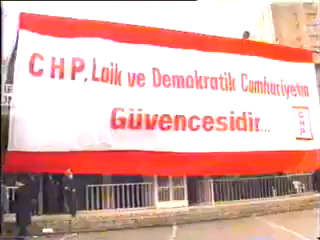 CHP, Laik ve Demokratik Cumhuriyetin
Güvencesidir...
CHP